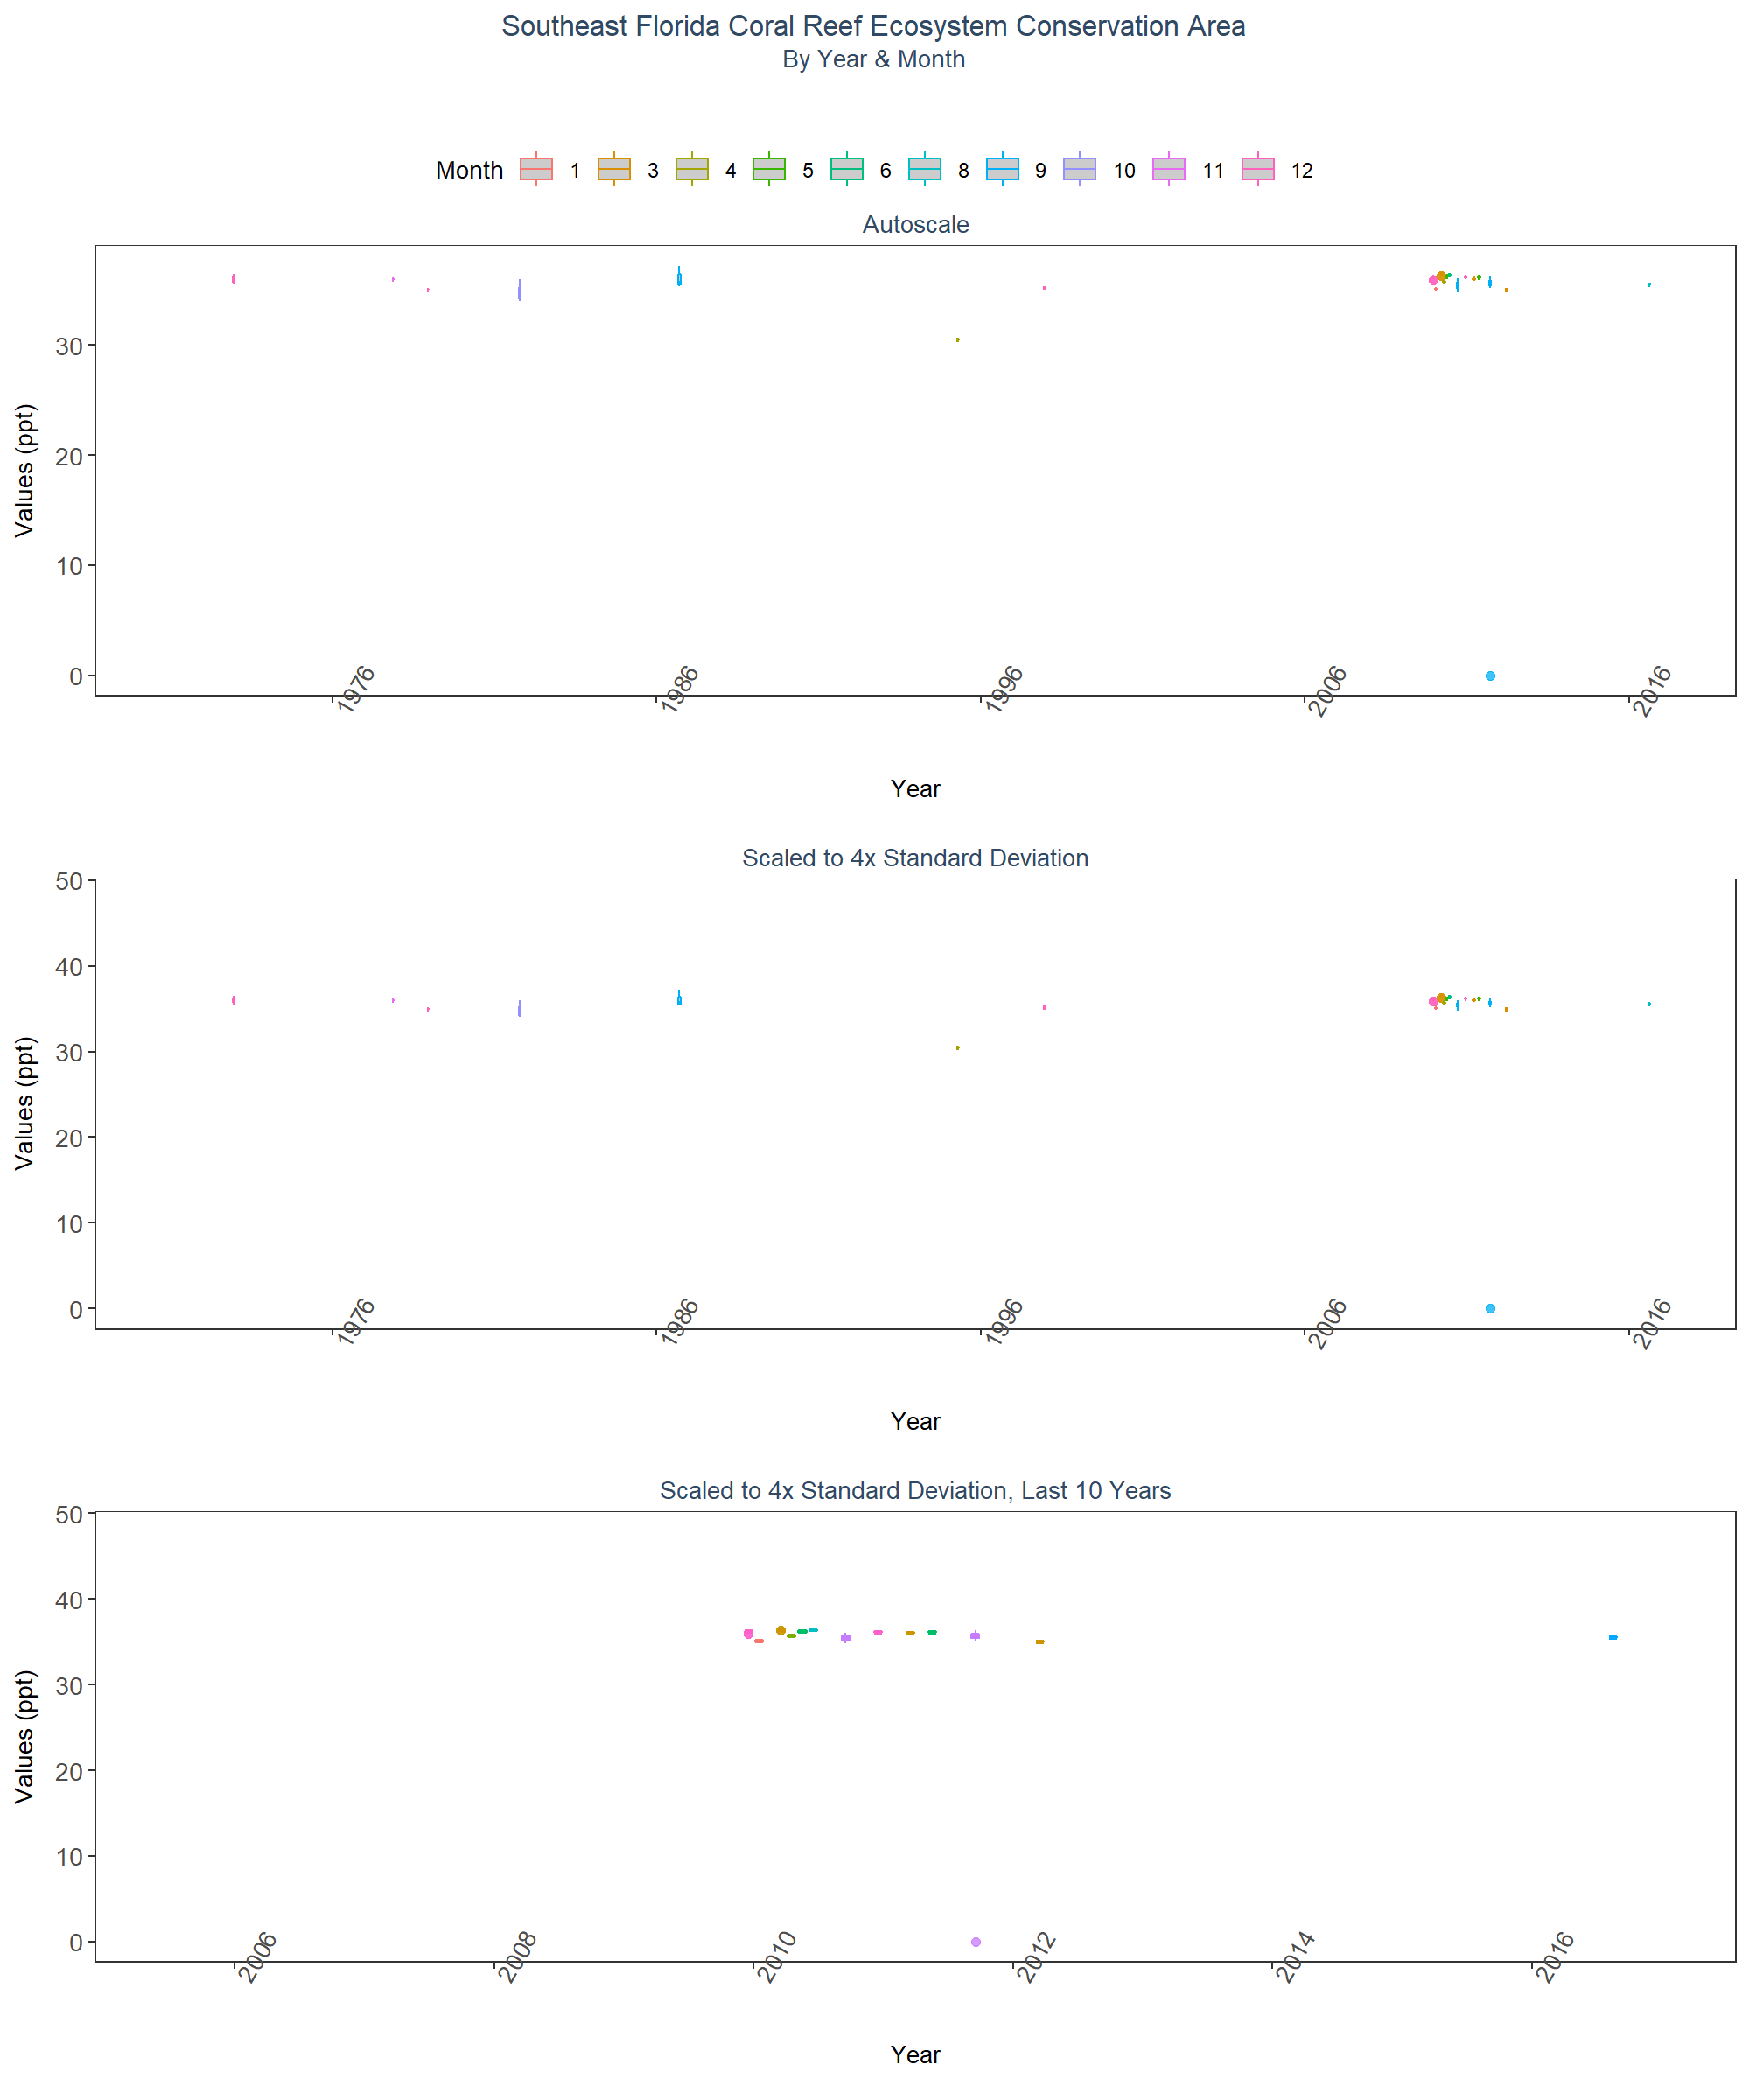 Southeast Florida Coral Reef Ecosystem Conservation Area
By Year & Month
Month 1 3 4 5 6 8 9 10 11 12
Autoscale
Values (ppt)
30
20
10
0
1976 1986 1996 2006 2016
Year
Scaled to 4x Standard Deviation
Values (ppt)
50
40
30
20
10
0
1976 1986 1996 2006 2016
Year
Scaled to 4x Standard Deviation, Last 10 Years
Values (ppt)
50
40
30
20
10
0
2006 2008 2010 2012 2014 2016
Year